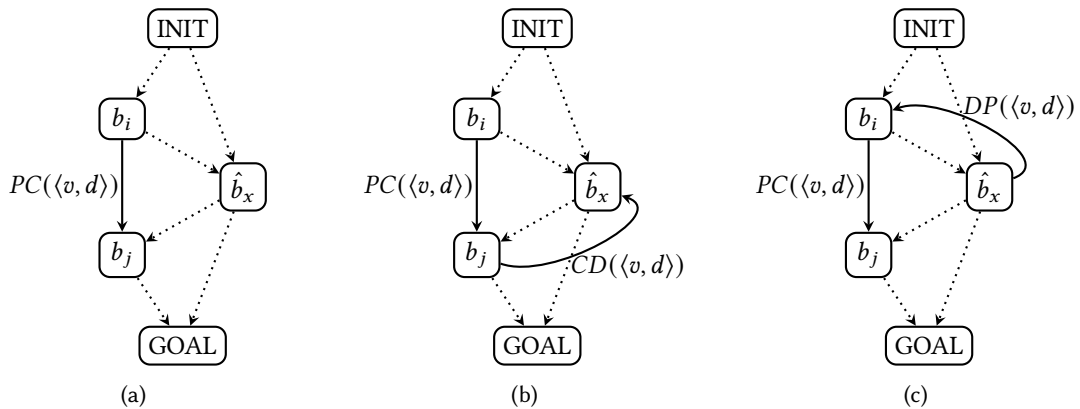 INIT
b_i
PC(⟨v, d⟩)
b̂_x
b_j
GOAL
(a)
INIT
b_i
PC(⟨v, d⟩)
b̂_x
b_j
CD(⟨v, d⟩)
GOAL
(b)
INIT
DP(⟨v, d⟩)
b_i
PC(⟨v, d⟩)
b̂_x
b_j
GOAL
(c)